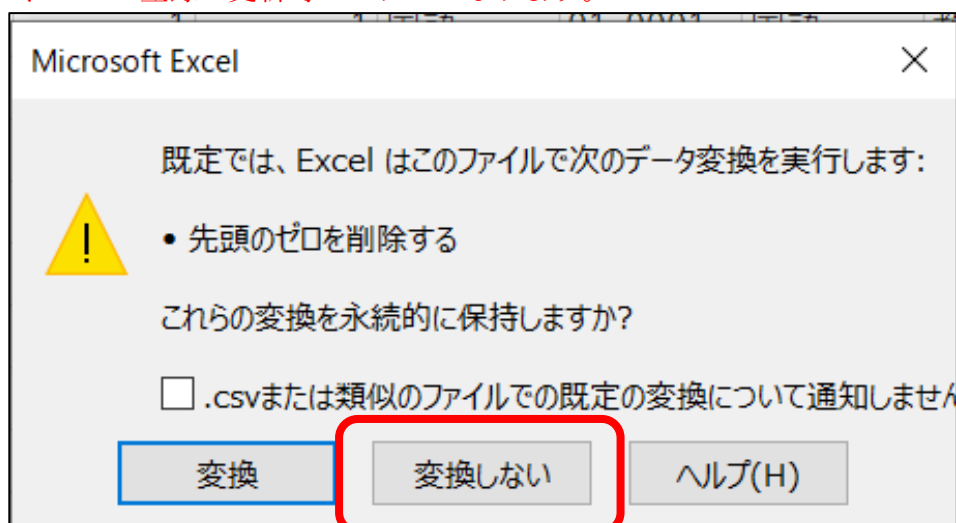 Microsoft Excel
既定では、Excel はこのファイルで次のデータ変換を実行します:
• 先頭のゼロを削除する
これらの変換を永続的に保持しますか?
.csvまたは類似のファイルでの既定の変換について通知しません
変換
変換しない
ヘルプ(H)